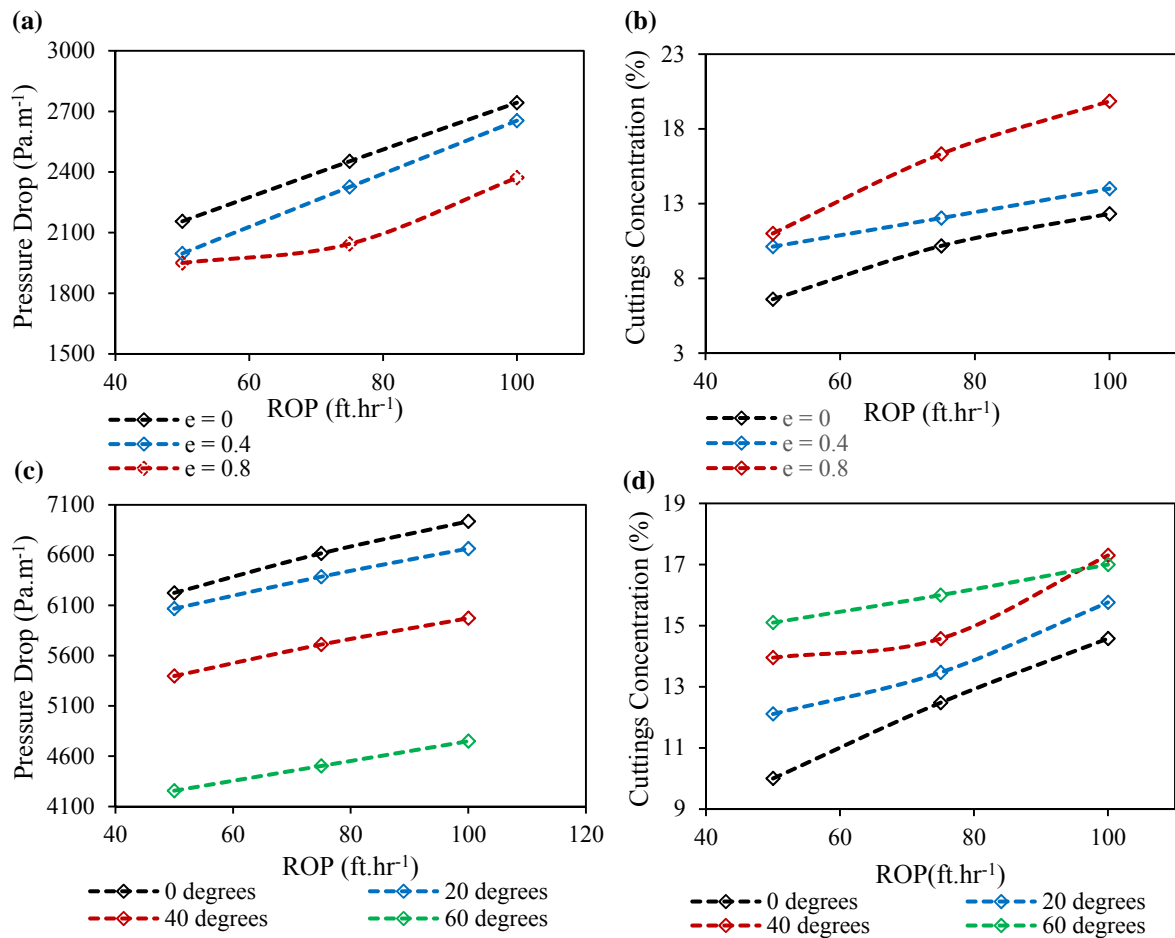 (a)
3000
2700
2400
2100
1800
1500
Pressure Drop (Pa.m⁻¹)
40
60
80
100
ROP (ft.hr⁻¹)
e = 0
e = 0.4
e = 0.8
(b)
23
18
13
8
3
Cuttings Concentration (%)
40
60
80
100
ROP (ft.hr⁻¹)
e = 0
e = 0.4
e = 0.8
(c)
7100
6600
6100
5600
5100
4600
4100
Pressure Drop (Pa.m⁻¹)
40
60
80
100
120
ROP (ft.hr⁻¹)
0 degrees
20 degrees
40 degrees
60 degrees
(d)
19
17
15
13
11
9
Cuttings Concentration (%)
40
60
80
100
ROP(ft.hr⁻¹)
0 degrees
20 degrees
40 degrees
60 degrees